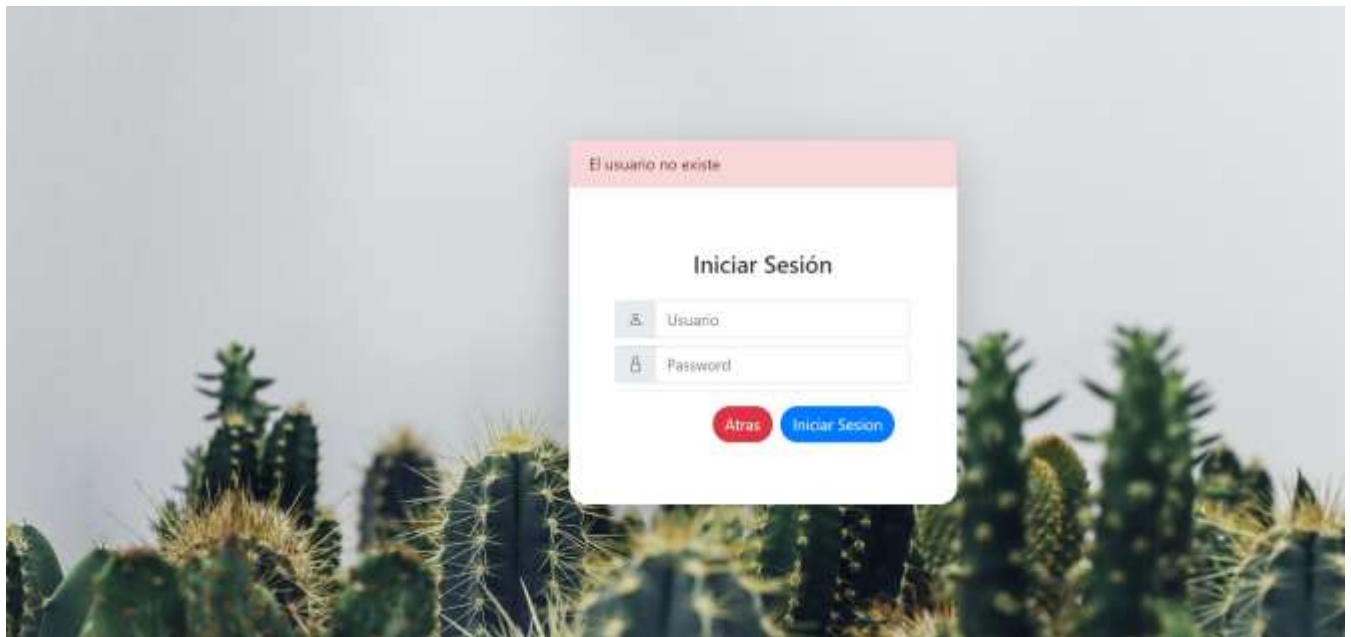 El usuario no existe
Iniciar Sesión
Usuario
Password
Atras Iniciar Sesion